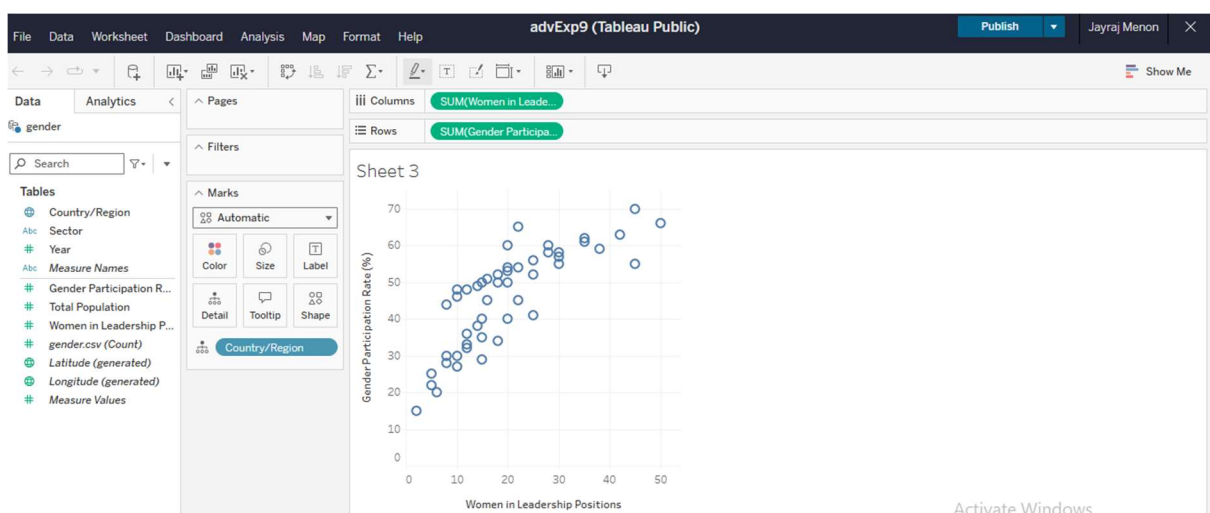 advExp9 (Tableau Public)
Publish
Jayraj Menon
File Data Worksheet Dashboard Analysis Map Format Help
Show Me
Data Analytics
gender
Search
Tables
Country/Region
Abc Sector
# Year
Abc Measure Names
# Gender Participation R...
# Total Population
# Women in Leadership P...
# gender.csv (Count)
Latitude (generated)
Longitude (generated)
# Measure Values
Pages
Filters
Marks
Automatic
Color Size Label
Detail Tooltip Shape
Country/Region
iii Columns SUM(Women in Leade...
Rows SUM(Gender Participa...
Sheet 3
Gender Participation Rate (%)
70
60
50
40
30
20
10
0
0 10 20 30 40 50
Women in Leadership Positions
Activate Windows